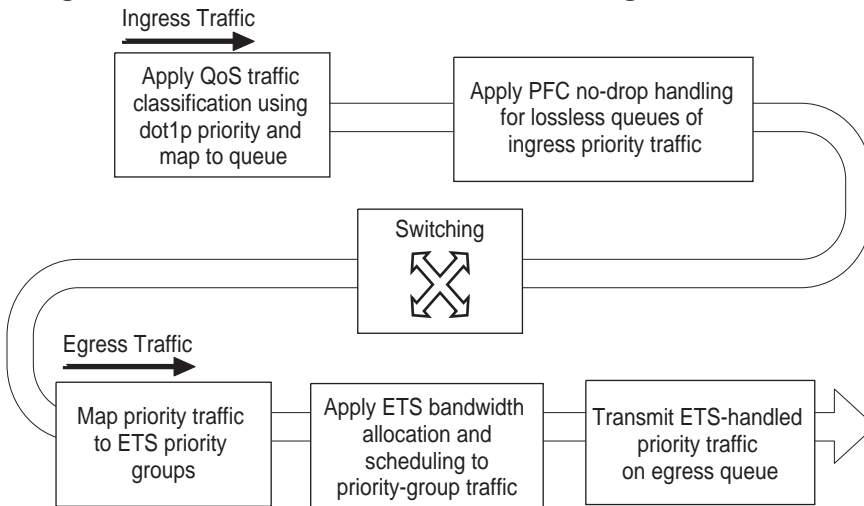 Ingress Traffic
Apply QoS traffic
classification using
dot1p priority and
map to queue
Apply PFC no-drop handling
for lossless queues of
ingress priority traffic
Switching
Egress Traffic
Map priority traffic
to ETS priority
groups
Apply ETS bandwidth
allocation and
scheduling to
priority-group traffic
Transmit ETS-handled
priority traffic
on egress queue